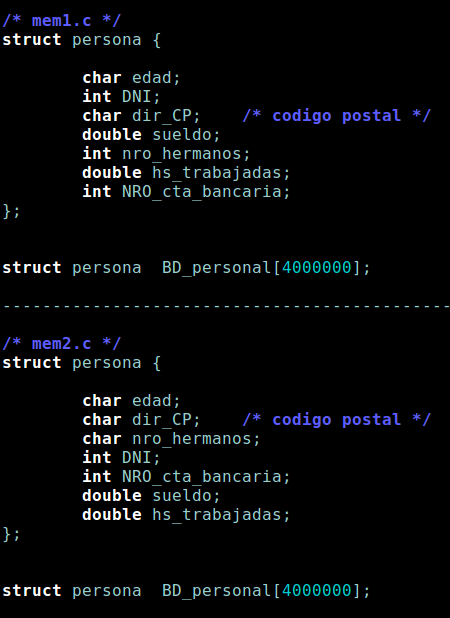 /* mem1.c */
struct persona {
char edad;
int DNI;
char dir_CP; /* codigo postal */
double sueldo;
int nro_hermanos;
double hs_trabajadas;
int NRO_cta_bancaria;
};
struct persona BD_personal[4000000];
---------------------------------------------
/* mem2.c */
struct persona {
char edad;
char dir_CP; /* codigo postal */
char nro_hermanos;
int DNI;
int NRO_cta_bancaria;
double sueldo;
double hs_trabajadas;
};
struct persona BD_personal[4000000];